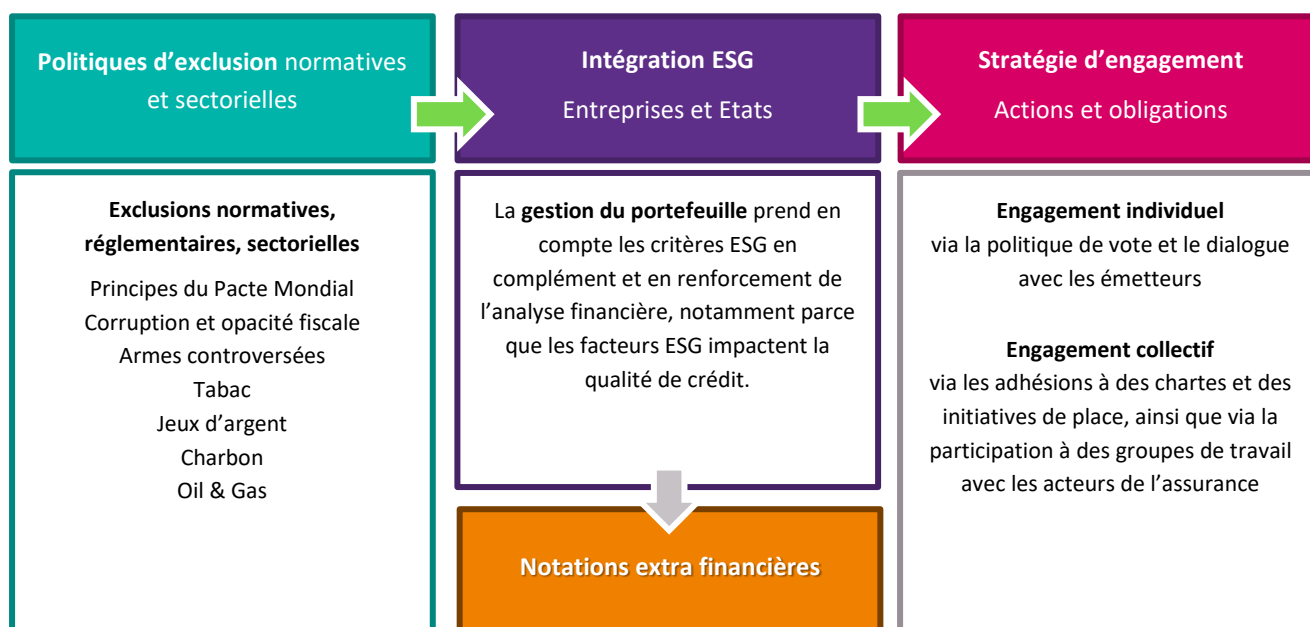 Politiques d'exclusion normatives
et sectorielles
Exclusions normatives,
réglementaires, sectorielles
Principes du Pacte Mondial
Corruption et opacité fiscale
Armes controversées
Tabac
Jeux d'argent
Charbon
Oil & Gas
Intégration ESG
Entreprises et Etats
La gestion du portefeuille prend en
compte les critères ESG en
complément et en renforcement de
l'analyse financière, notamment parce
que les facteurs ESG impactent la
qualité de crédit.
Notations extra financières
Stratégie d'engagement
Actions et obligations
Engagement individuel
via la politique de vote et le dialogue
avec les émetteurs
Engagement collectif
via les adhésions à des chartes et des
initiatives de place, ainsi que via la
participation à des groupes de travail
avec les acteurs de l'assurance